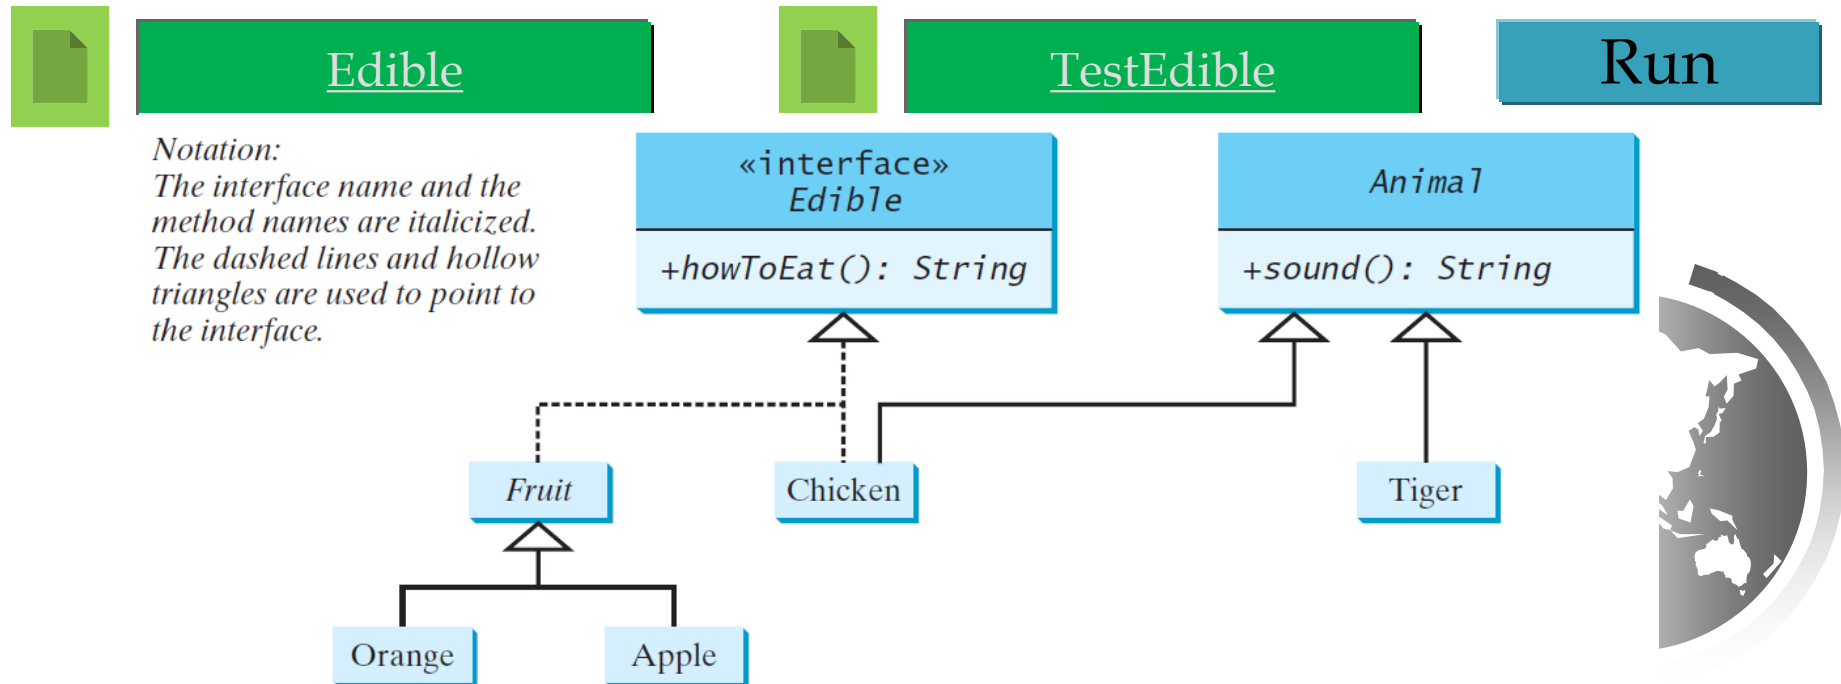 Edible
TestEdible
Run
Notation:
The interface name and the
method names are italicized.
The dashed lines and hollow
triangles are used to point to
the interface.
«interface»
Edible
+howToEat(): String
Animal
+sound(): String
Fruit
Chicken
Tiger
Orange
Apple